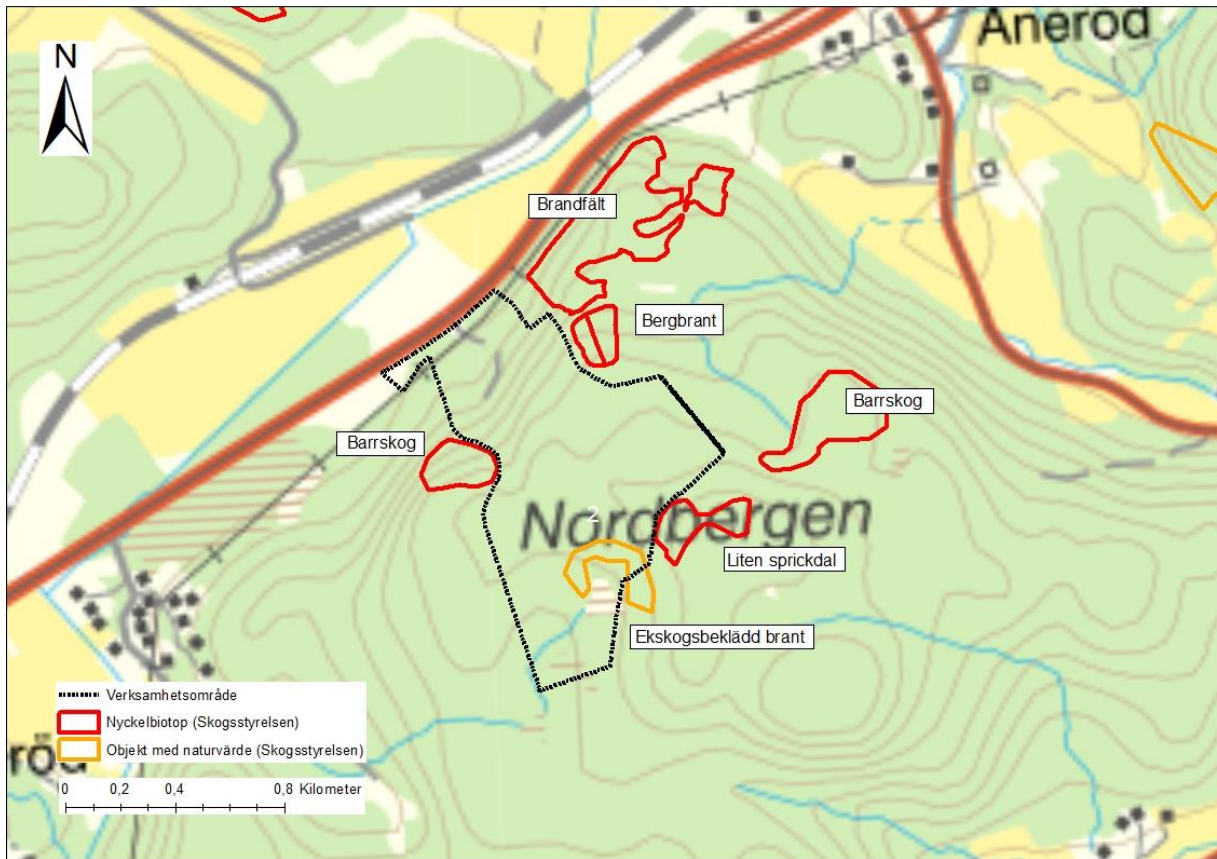 Anerod
N
Brandfält
Bergbrant
Barrskog
Barrskog
2
Nordbergen
Liten sprickdal
Ekskogsbeklädd brant
Verksamhetsområde
Nyckelbiotop (Skogsstyrelsen)
röd
Objekt med naturvärde (Skogsstyrelsen)
0 0,2 0,4 0,8 Kilometer